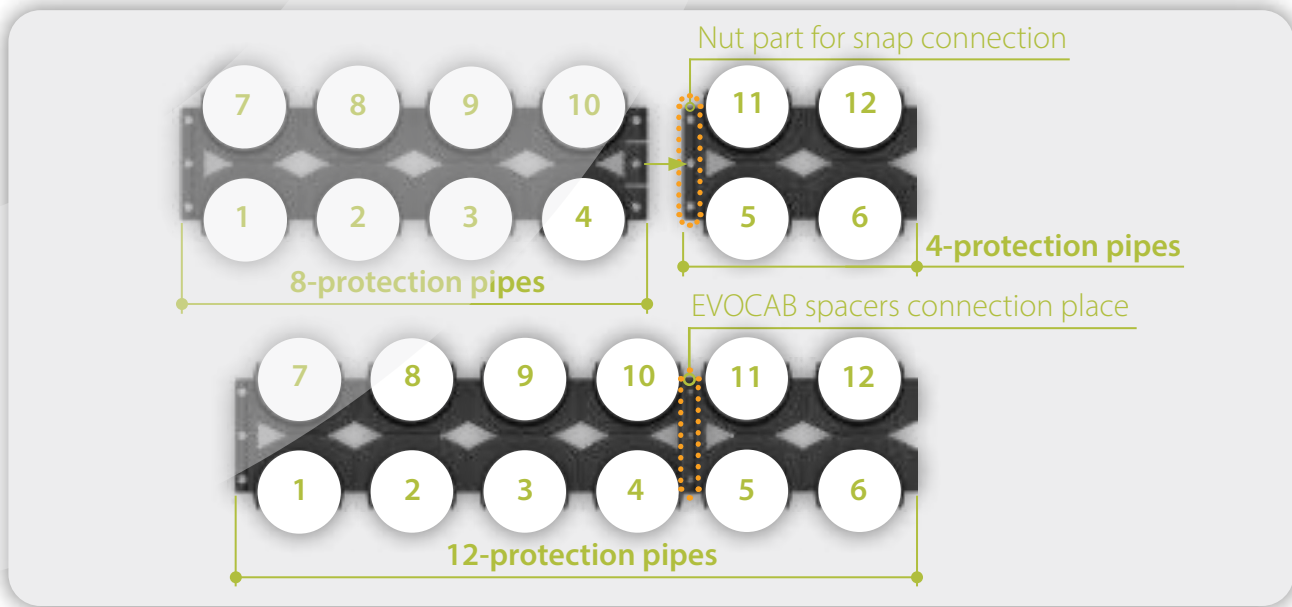 Nut part for snap connection
7 8 9 10 11 12
1 2 3 4 5 6
4-protection pipes
8-protection pipes
EVOCAB spacers connection place
7 8 9 10 11 12
1 2 3 4 5 6
12-protection pipes